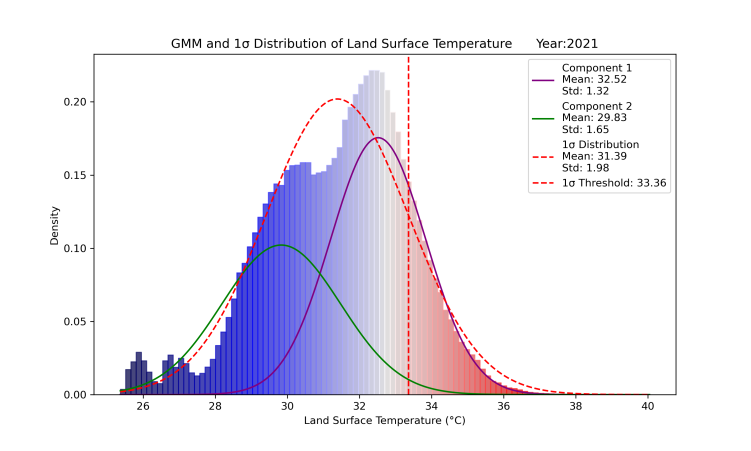 GMM and 1σ Distribution of Land Surface Temperature Year:2021
Component 1
Mean: 32.52
Std: 1.32
Component 2
Mean: 29.83
Std: 1.65
1σ Distribution
Mean: 31.39
Std: 1.98
1σ Threshold: 33.36
Density
0.20
0.15
0.10
0.05
0.00
26 28 30 32 34 36 38 40
Land Surface Temperature (°C)